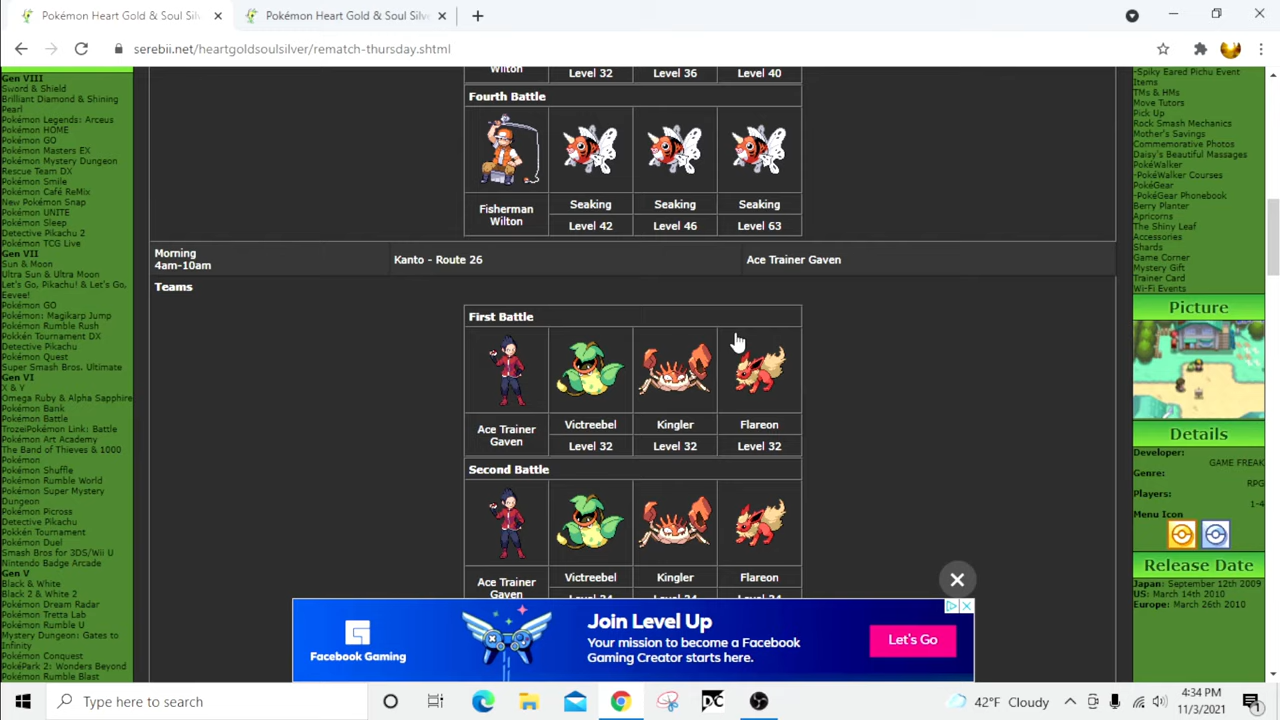 Pokémon Heart Gold & Soul Silv
Pokémon Heart Gold & Soul Silve
serebii.net/heartgoldsoulsilver/rematch-thursday.shtml
Gen VIII
Sword & Shield
Brilliant Diamond & Shining
Pearl
Pokémon Legends: Arceus
Pokémon HOME
Pokémon GO
Pokémon Masters EX
Pokémon Mystery Dungeon
Rescue Team DX
Pokémon Smile
Pokémon Café ReMix
New Pokémon Snap
Pokémon UNITE
Pokémon Sleep
Detective Pikachu 2
Pokémon TCG Live
Gen VII
Sun & Moon
Ultra Sun & Ultra Moon
Let's Go, Pikachu! & Let's Go,
Eevee!
Pokémon GO
Pokémon: Magikarp Jump
Pokémon Rumble Rush
Pokkén Tournament DX
Detective Pikachu
Pokémon Quest
Super Smash Bros. Ultimate
Gen VI
X & Y
Omega Ruby & Alpha Sapphire
Pokémon Bank
Pokémon Battle
TrozeiPokémon Link: Battle
Pokémon Art Academy
The Band of Thieves & 1000
Pokémon
Pokémon Shuffle
Pokémon Rumble World
Pokémon Super Mystery
Dungeon
Pokémon Picross
Detective Pikachu
Pokkén Tournament
Pokémon Duel
Smash Bros for 3DS/Wii U
Nintendo Badge Arcade
Gen V
Black & White
Black 2 & White 2
Pokémon Dream Radar
Pokémon Tretta Lab
Pokémon Rumble U
Mystery Dungeon: Gates to
Infinity
Pokémon Conquest
PokéPark 2: Wonders Beyond
Pokémon Rumble Blast
Wilton
Level 32
Level 36
Level 40
Fourth Battle
Fisherman
Wilton
Seaking
Seaking
Seaking
Level 42
Level 46
Level 63
Morning
4am-10am
Kanto - Route 26
Ace Trainer Gaven
Teams
First Battle
Ace Trainer
Gaven
Victreebel
Kingler
Flareon
Level 32
Level 32
Level 32
Second Battle
Ace Trainer
Gaven
Victreebel
Kingler
Flareon
Facebook Gaming
Join Level Up
Your mission to become a Facebook
Gaming Creator starts here.
Let's Go
-Spiky Eared Pichu Event
Items
TMs & HMs
Move Tutors
Pick Up
Rock Smash Mechanics
Mother's Savings
Commemorative Photos
Daisy's Beautiful Massages
PokéWalker
-PokéWalker Courses
PokéGear
-PokéGear Phonebook
Berry Planter
Apricorns
The Shiny Leaf
Accessories
Shards
Game Corner
Mystery Gift
Trainer Card
Wi-Fi Events
Picture
Details
Developer:
GAME FREAK
Genre:
RPG
Players:
1-4
Menu Icon
Release Date
Japan: September 12th 2009
US: March 14th 2010
Europe: March 26th 2010
Type here to search
DC
42°F Cloudy
4:34 PM
11/3/2021
1